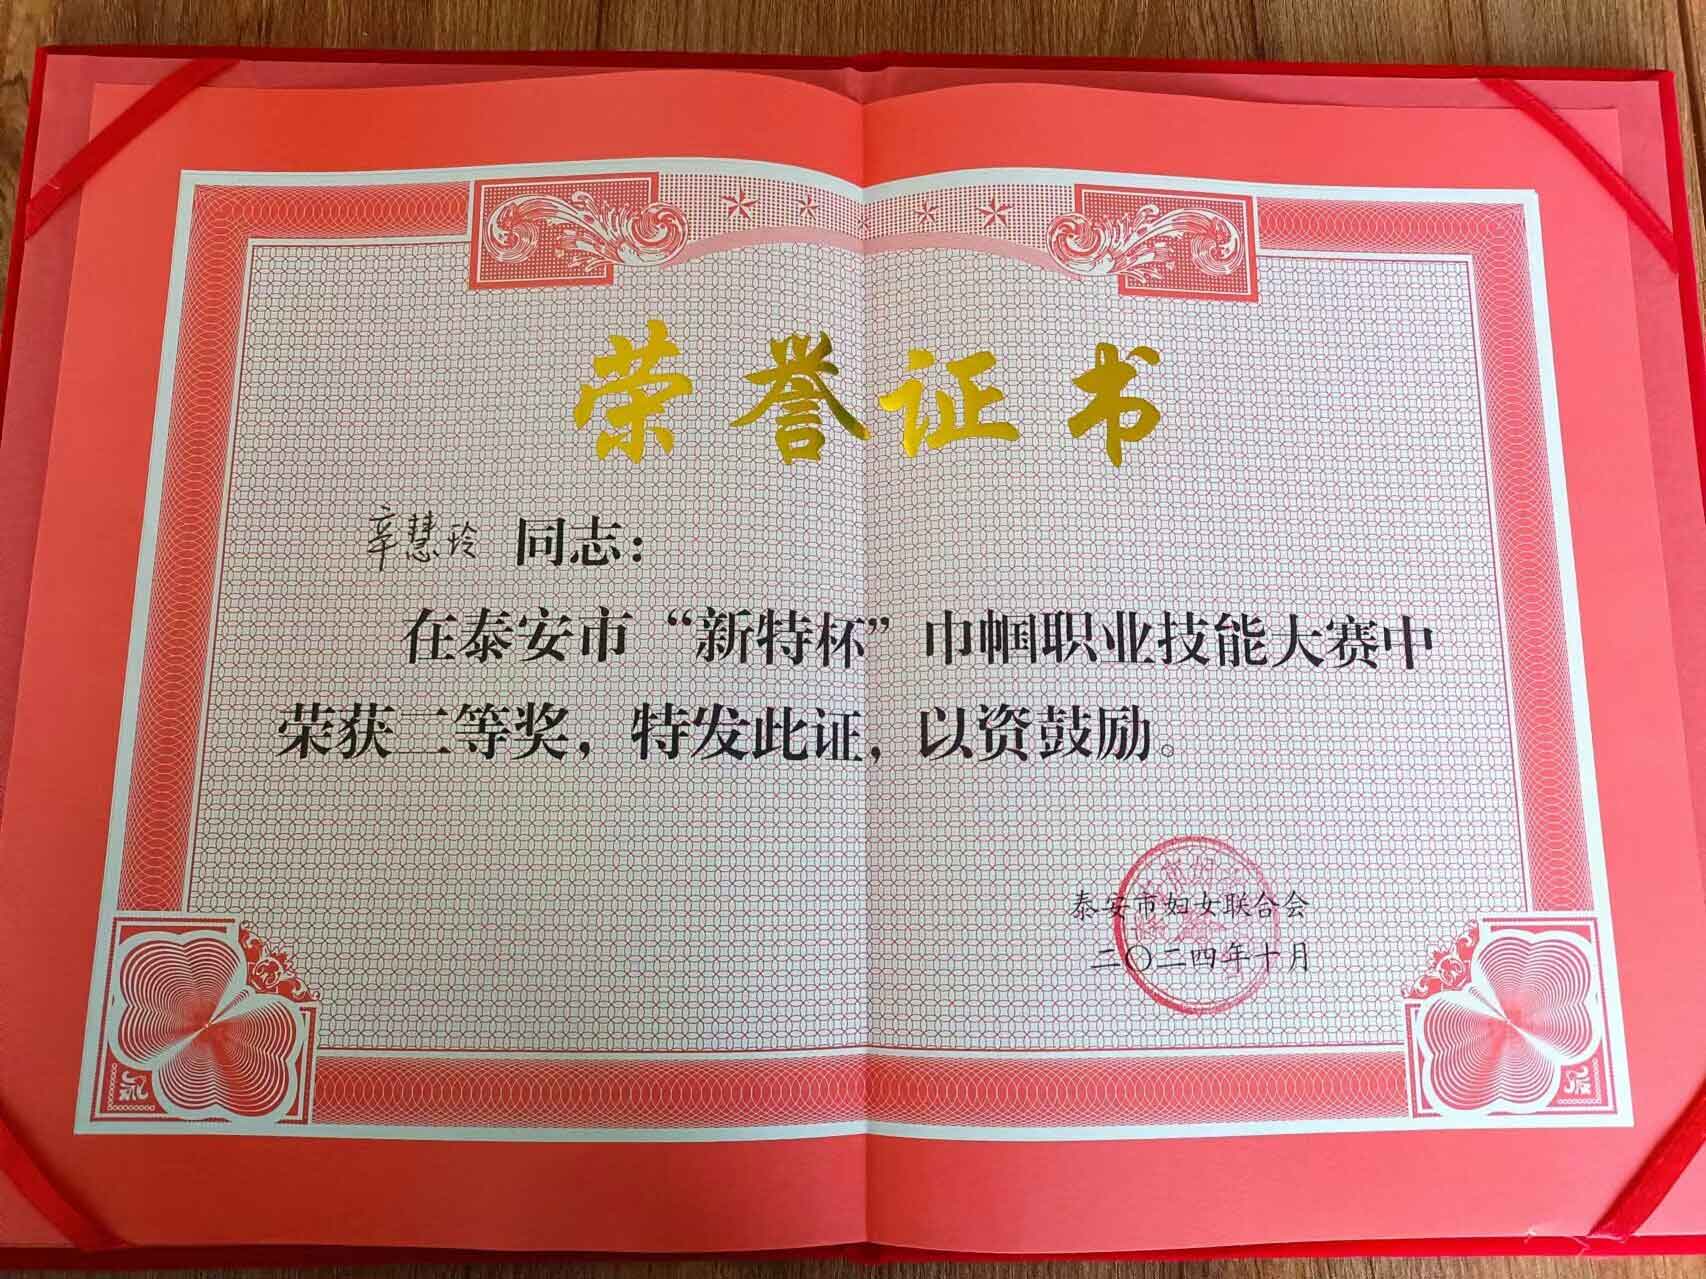 荣誉证书
辛慧玲 同志：
在泰安市“新特杯”巾帼职业技能大赛中
荣获二等奖，特发此证，以资鼓励。
泰安市妇女联合会
二〇二四年十月